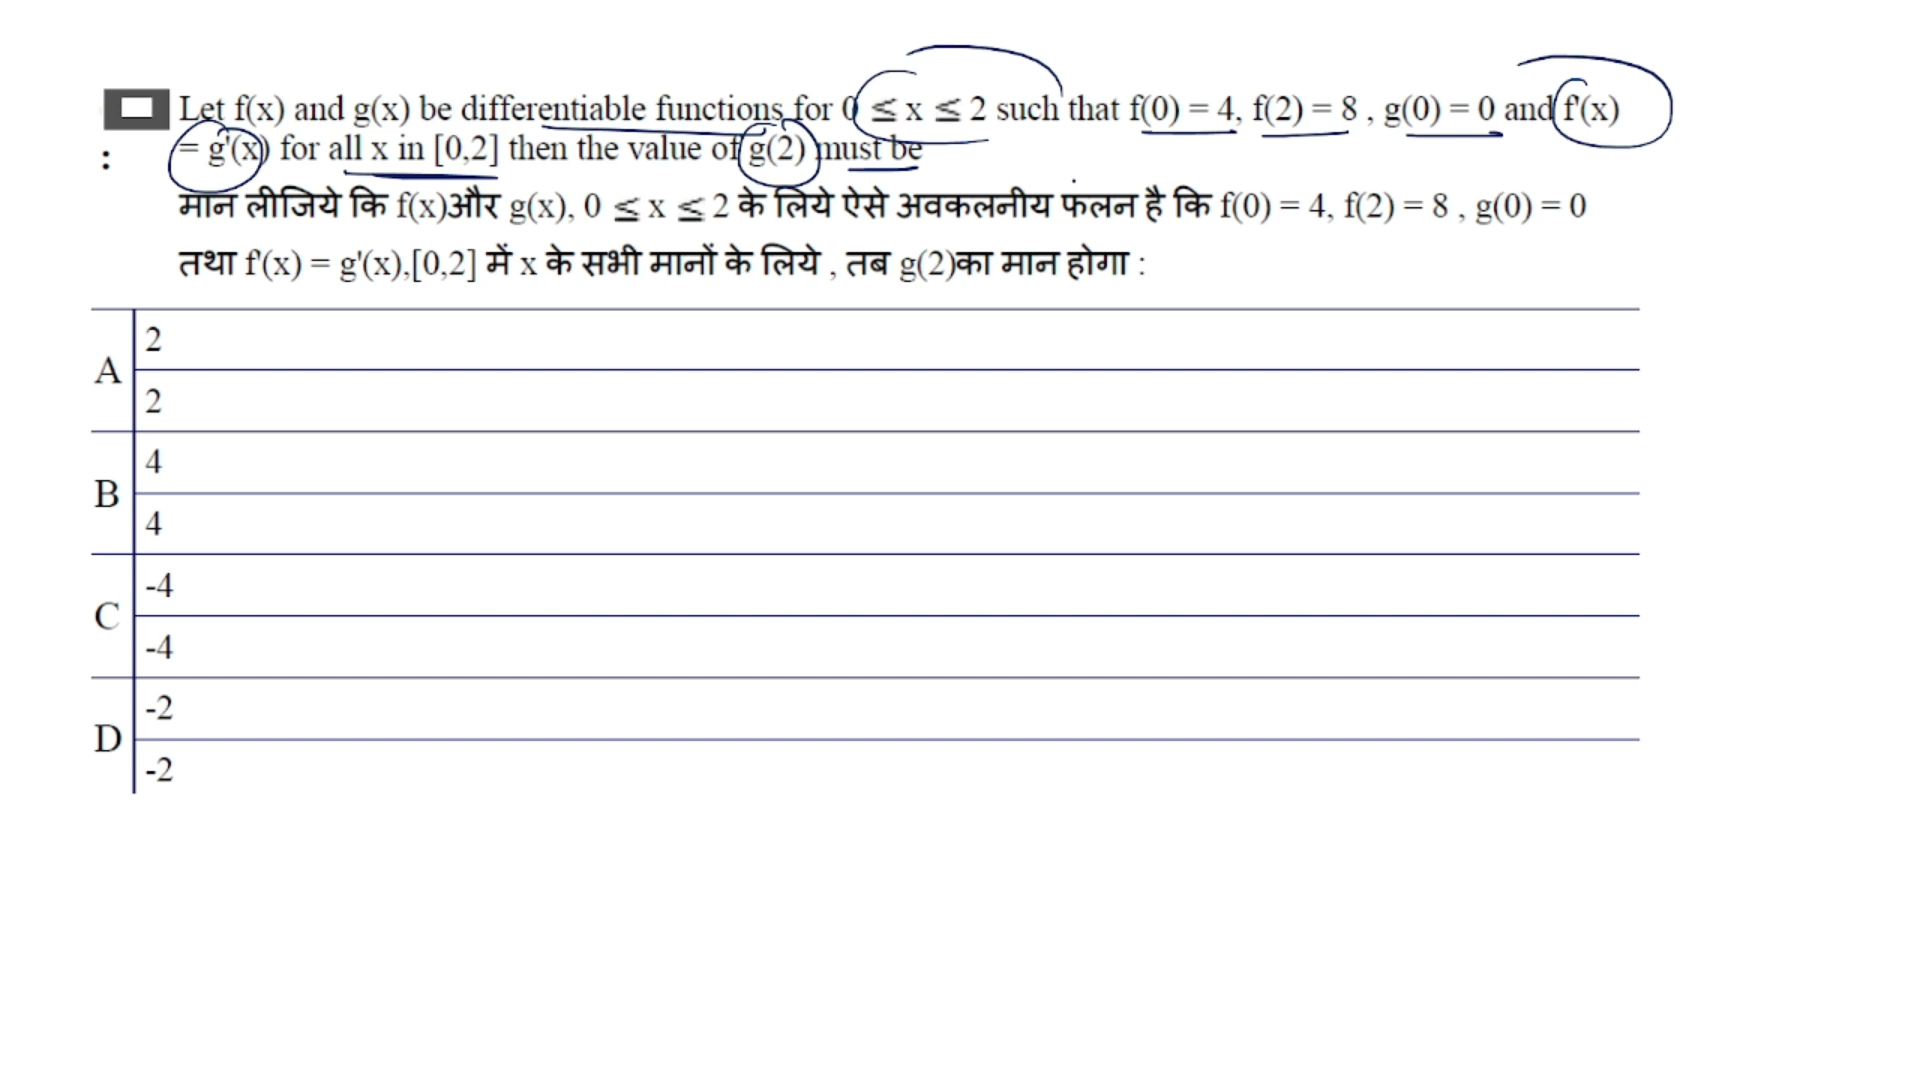 Let f(x) and g(x) be differentiable functions for 0 ≤ x ≤ 2 such that f(0) = 4, f(2) = 8 , g(0) = 0 and f'(x)
: = g'(x) for all x in [0,2] then the value of g(2) must be
मान लीजिये कि f(x)और g(x), 0 ≤ x ≤ 2 के लिये ऐसे अवकलनीय फलन है कि f(0) = 4, f(2) = 8 , g(0) = 0
तथा f'(x) = g'(x),[0,2] में x के सभी मानों के लिये , तब g(2)का मान होगा :
A
2
2
B
4
4
C
-4
-4
D
-2
-2